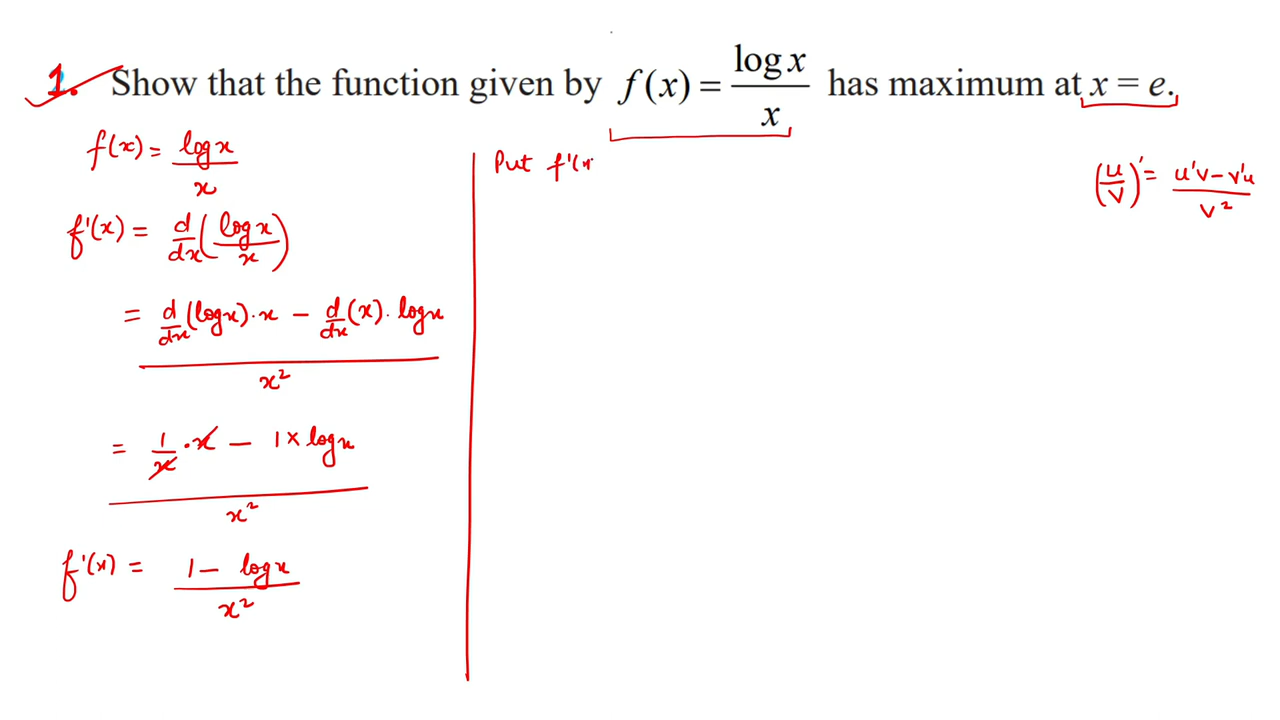 1. Show that the function given by f(x) = log x / x has maximum at x = e.
f(x) = log x / x
f'(x) = d/dx (log x / x)
= d/dx (log x) · x − d/dx (x) · log x / x²
= 1/x · x − 1 × log x / x²
f'(x) = 1 − log x / x²
Put f'(x
(u/v)' = u'v − v'u / v²